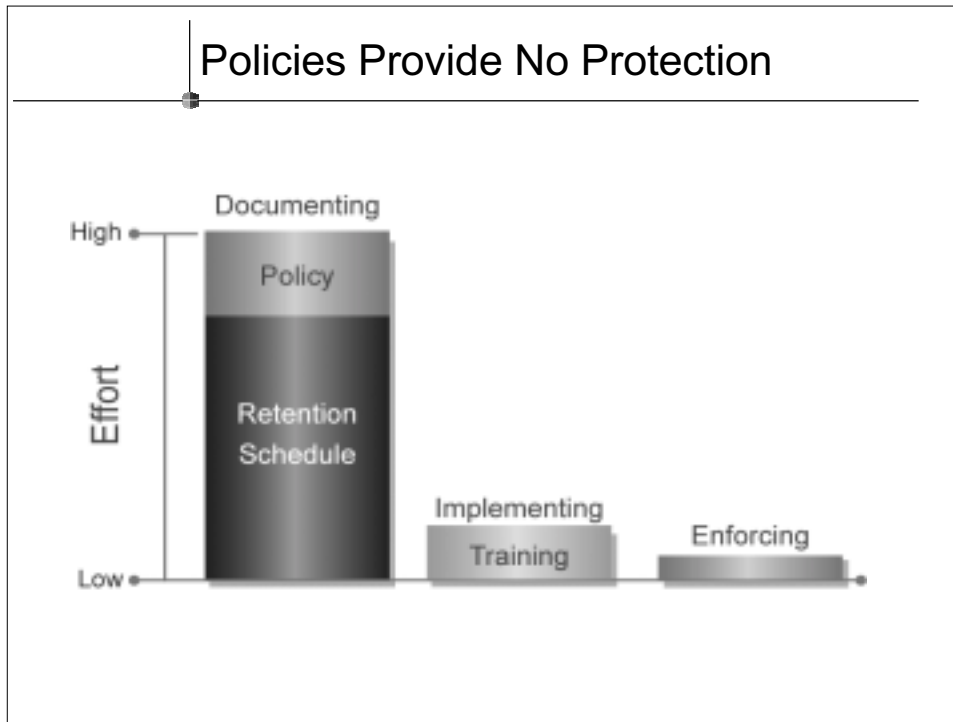 Policies Provide No Protection
Documenting
High
Policy
Effort
Retention
Schedule
Implementing
Training
Enforcing
Low